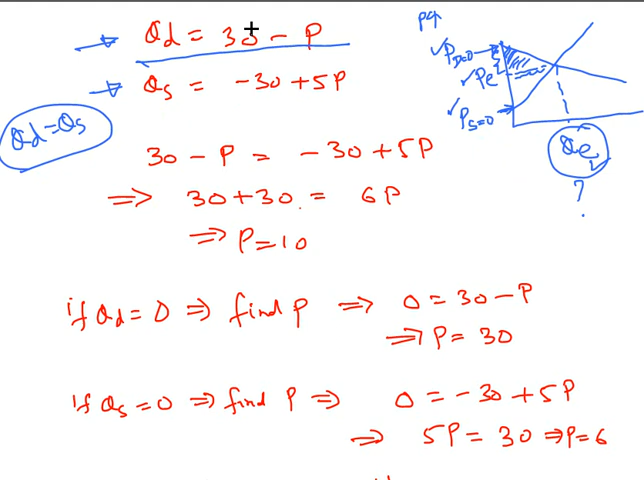 → Qd = 30 - P
→ Qs = -30 + 5P
Qd = Qs
30 - P = -30 + 5P
⇒ 30 + 30 = 6P
⇒ P = 10
if Qd = 0 ⇒ find P ⇒ 0 = 30 - P
⇒ P = 30
if Qs = 0 ⇒ find P ⇒ 0 = -30 + 5P
⇒ 5P = 30 ⇒ P = 6
✓PD=0
✓Pe
✓PS=0
Qe
?